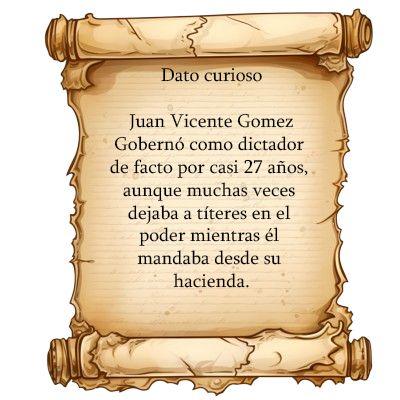 Dato curioso
Juan Vicente Gomez
Gobernó como dictador
de facto por casi 27 años,
aunque muchas veces
dejaba a títeres en el
poder mientras él
mandaba desde su
hacienda.